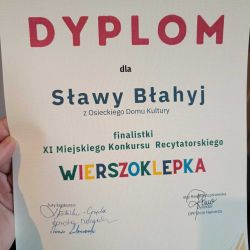 DYPLOM
dla
Sławy Błahyj
z Osieckiego Domu Kultury
finalistki
XI Miejskiego Konkursu Recytatorskiego
WIERSZOKLEPKA